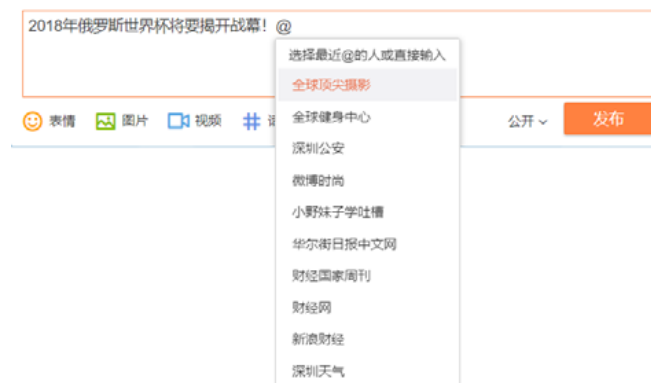 2018年俄罗斯世界杯将要揭开战幕！@
选择最近@的人或直接输入
全球顶尖摄影
表情 图片 视频
全球健身中心
公开 发布
深圳公安
微博时尚
小野妹子学吐槽
华尔街日报中文网
财经国家周刊
财经网
新浪财经
深圳天气